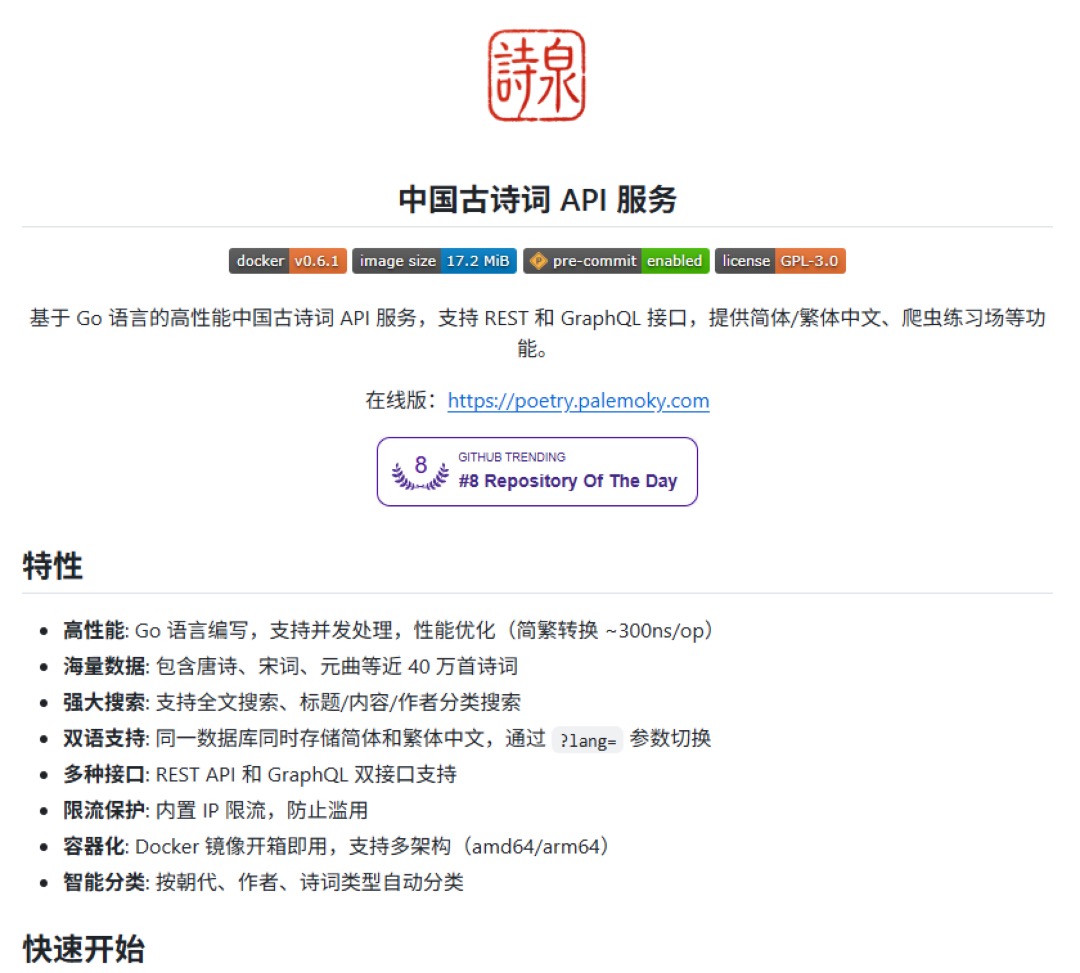 詩泉
中国古诗词 API 服务
docker v0.6.1 image size 17.2 MiB pre-commit enabled license GPL-3.0
基于 Go 语言的高性能中国古诗词 API 服务，支持 REST 和 GraphQL 接口，提供简体/繁体中文、爬虫练习场等功
能。
在线版：https://poetry.palemoky.com
8
GITHUB TRENDING
#8 Repository Of The Day
特性
高性能: Go 语言编写，支持并发处理，性能优化（简繁转换 ~300ns/op）
海量数据: 包含唐诗、宋词、元曲等近 40 万首诗词
强大搜索: 支持全文搜索、标题/内容/作者分类搜索
双语支持: 同一数据库同时存储简体和繁体中文，通过 ?lang= 参数切换
多种接口: REST API 和 GraphQL 双接口支持
限流保护: 内置 IP 限流，防止滥用
容器化: Docker 镜像开箱即用，支持多架构（amd64/arm64）
智能分类: 按朝代、作者、诗词类型自动分类
快速开始